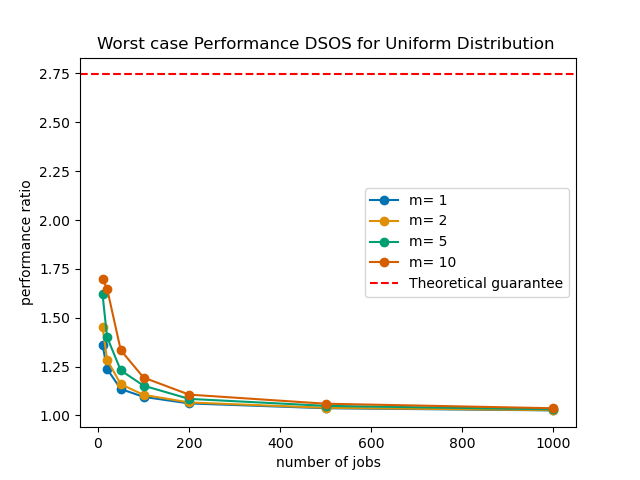 Worst case Performance DSOS for Uniform Distribution
2.75
2.50
2.25
2.00
1.75
1.50
1.25
1.00
performance ratio
m= 1
m= 2
m= 5
m= 10
Theoretical guarantee
0 200 400 600 800 1000
number of jobs